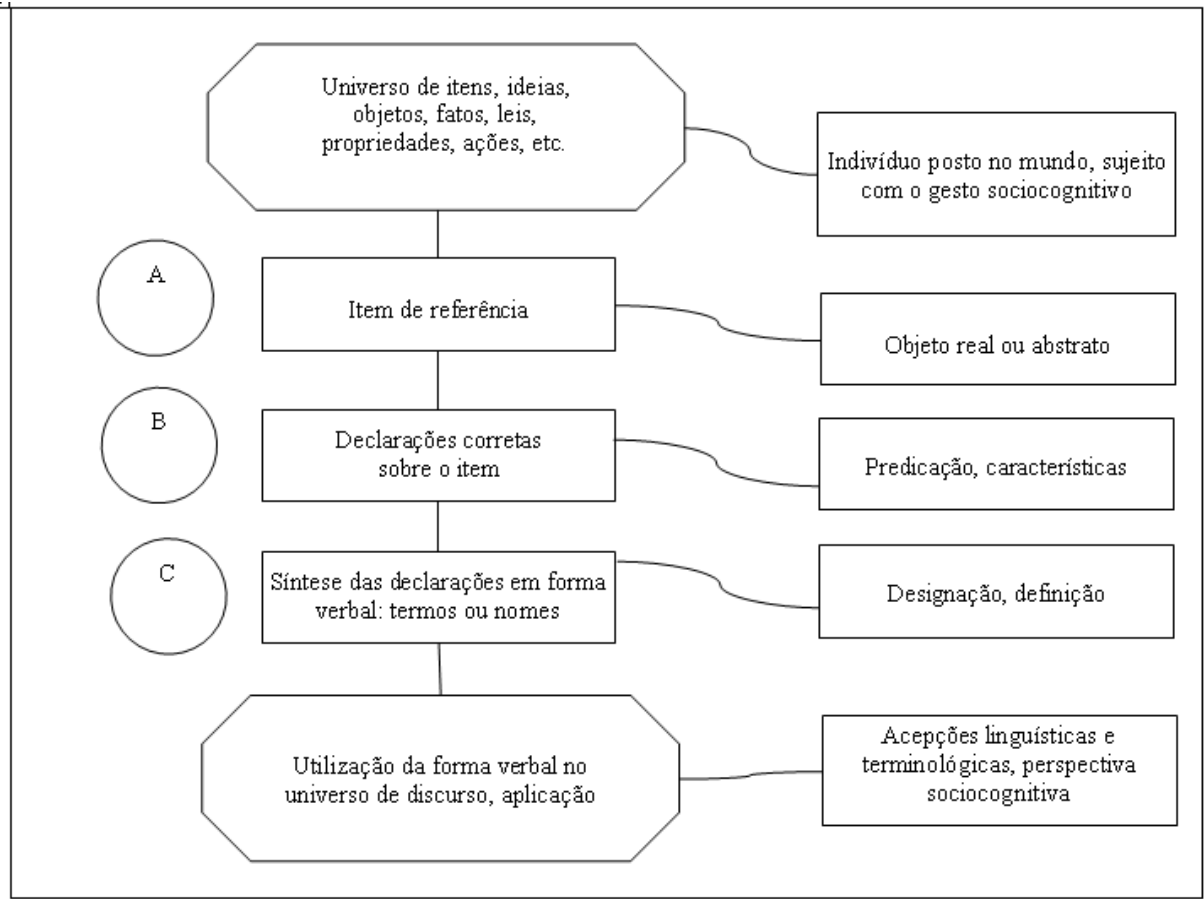 Universo de itens, ideias,
objetos, fatos, leis,
propriedades, ações, etc.
Indivíduo posto no mundo, sujeito
com o gesto sociocognitivo
A
Item de referência
Objeto real ou abstrato
B
Declarações corretas
sobre o item
Predicação, características
C
Síntese das declarações em forma
verbal: termos ou nomes
Designação, definição
Utilização da forma verbal no
universo de discurso, aplicação
Acepções linguísticas e
terminológicas, perspectiva
sociocognitiva